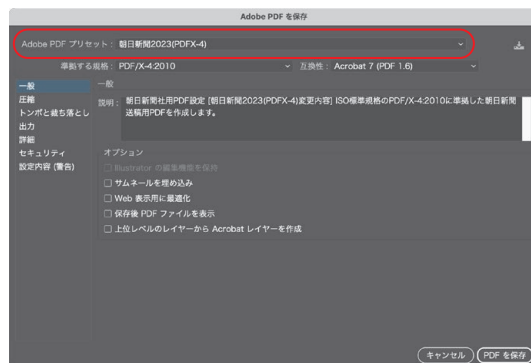 Adobe PDF を保存
Adobe PDF プリセット： 朝日新聞2023(PDFX-4)
準拠する規格： PDF/X-4:2010 互換性： Acrobat 7 (PDF 1.6)
一般
圧縮
トンボと裁ち落とし
出力
詳細
セキュリティ
設定内容 (警告)
一般
説明： 朝日新聞社用PDF設定 [朝日新聞2023(PDFX-4)変更内容] ISO標準規格のPDF/X-4:2010に準拠した朝日新聞
送稿用PDFを作成します。
オプション
Illustrator の編集機能を保持
サムネールを埋め込み
Web 表示用に最適化
保存後 PDF ファイルを表示
上位レベルのレイヤーから Acrobat レイヤーを作成
キャンセル PDF を保存